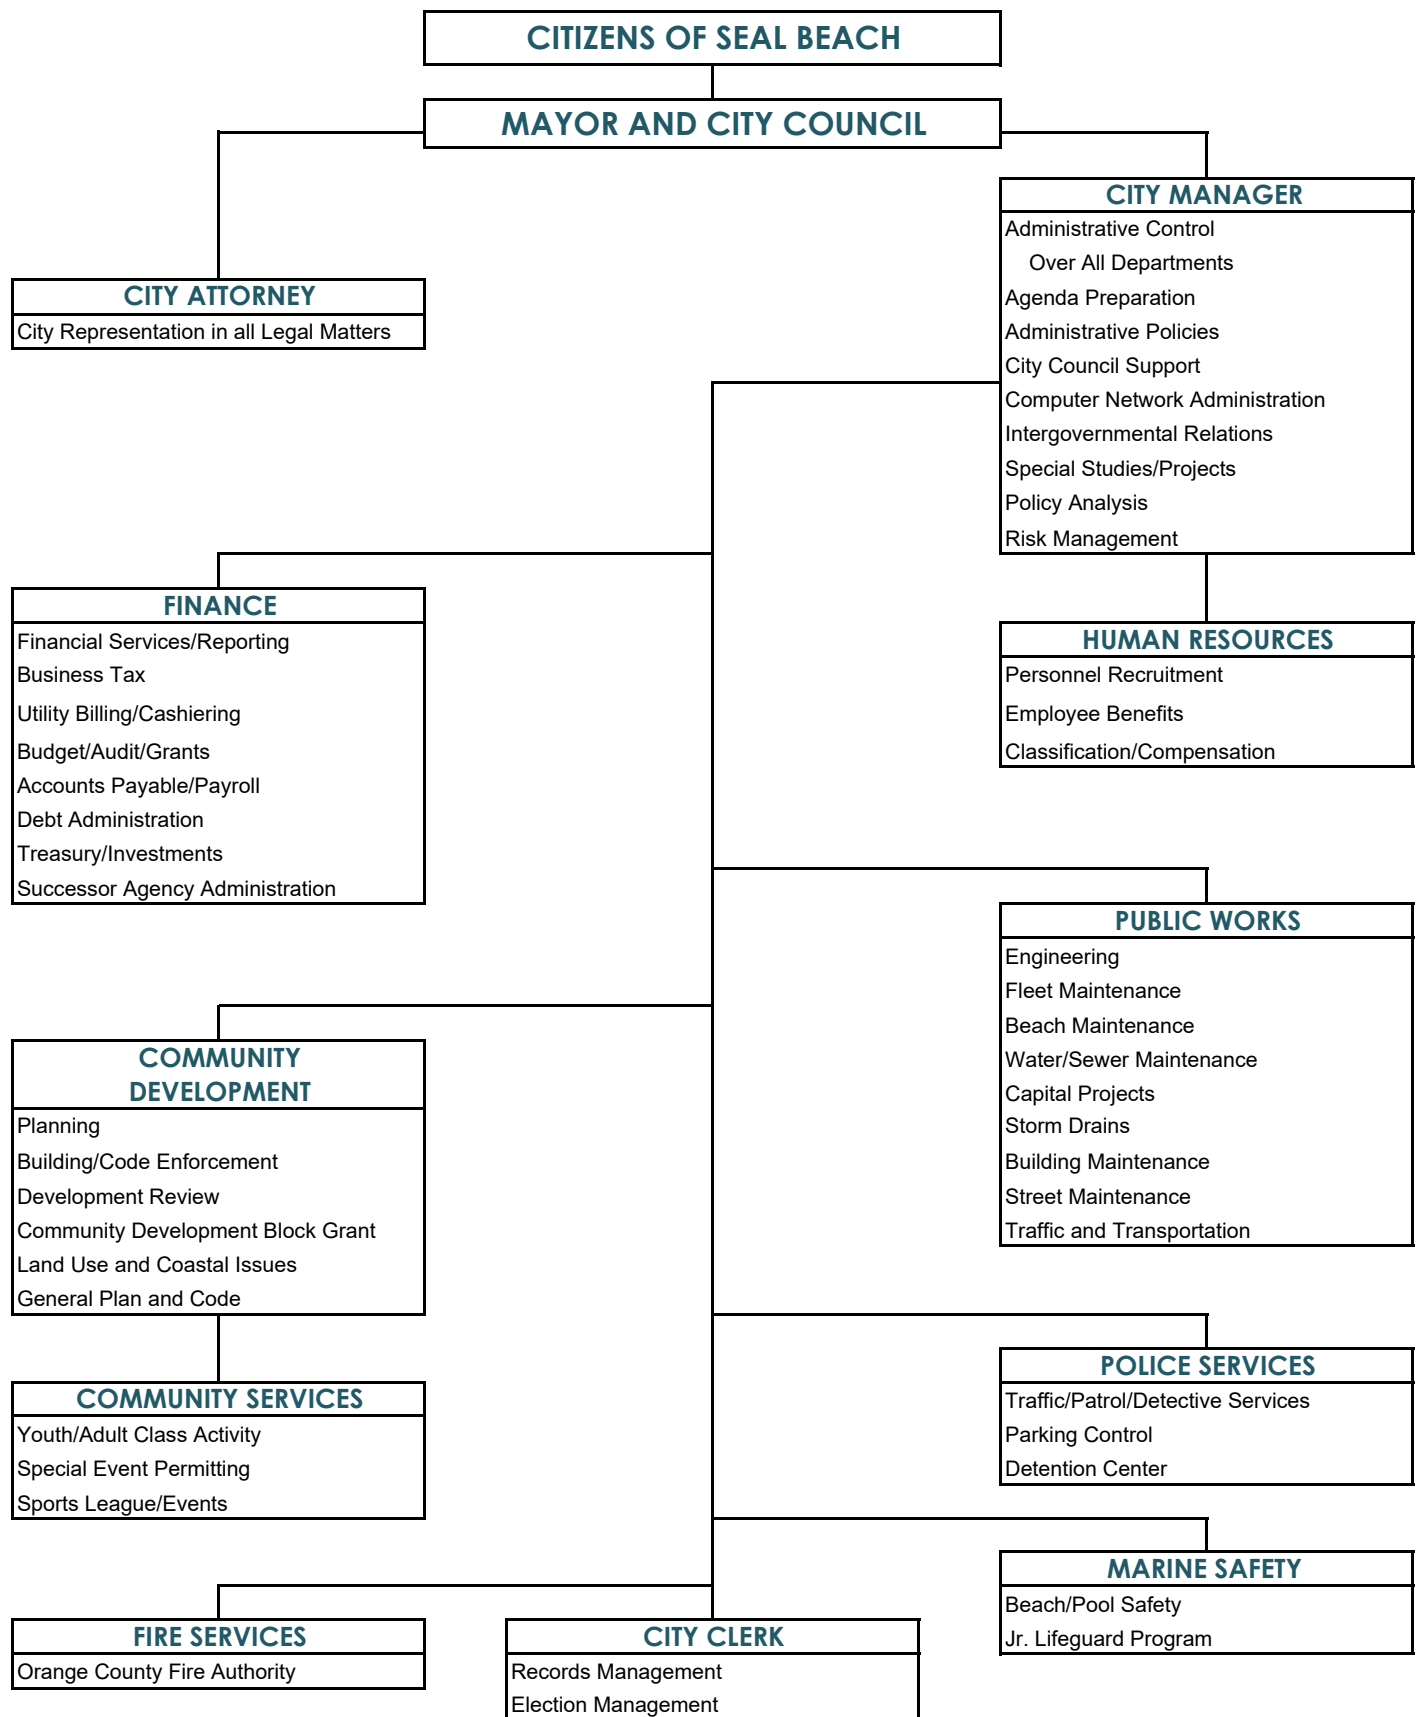 CITIZENS OF SEAL BEACH
MAYOR AND CITY COUNCIL
CITY MANAGER
Administrative Control
Over All Departments
Agenda Preparation
Administrative Policies
City Council Support
Computer Network Administration
Intergovernmental Relations
Special Studies/Projects
Policy Analysis
Risk Management
CITY ATTORNEY
City Representation in all Legal Matters
FINANCE
Financial Services/Reporting
Business Tax
Utility Billing/Cashiering
Budget/Audit/Grants
Accounts Payable/Payroll
Debt Administration
Treasury/Investments
Successor Agency Administration
HUMAN RESOURCES
Personnel Recruitment
Employee Benefits
Classification/Compensation
PUBLIC WORKS
Engineering
Fleet Maintenance
Beach Maintenance
Water/Sewer Maintenance
Capital Projects
Storm Drains
Building Maintenance
Street Maintenance
Traffic and Transportation
COMMUNITY
DEVELOPMENT
Planning
Building/Code Enforcement
Development Review
Community Development Block Grant
Land Use and Coastal Issues
General Plan and Code
COMMUNITY SERVICES
Youth/Adult Class Activity
Special Event Permitting
Sports League/Events
POLICE SERVICES
Traffic/Patrol/Detective Services
Parking Control
Detention Center
MARINE SAFETY
Beach/Pool Safety
Jr. Lifeguard Program
FIRE SERVICES
Orange County Fire Authority
CITY CLERK
Records Management
Election Management